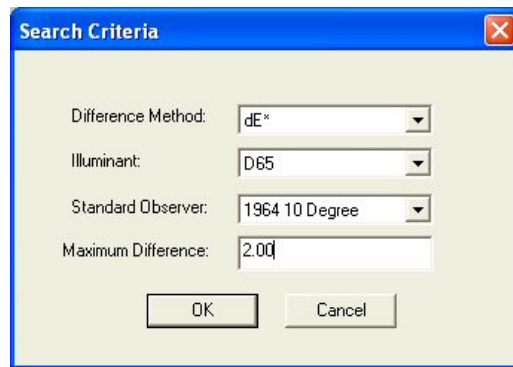 Search Criteria
Difference Method: dE*
Illuminant: D65
Standard Observer: 1964 10 Degree
Maximum Difference: 2.00
OK Cancel